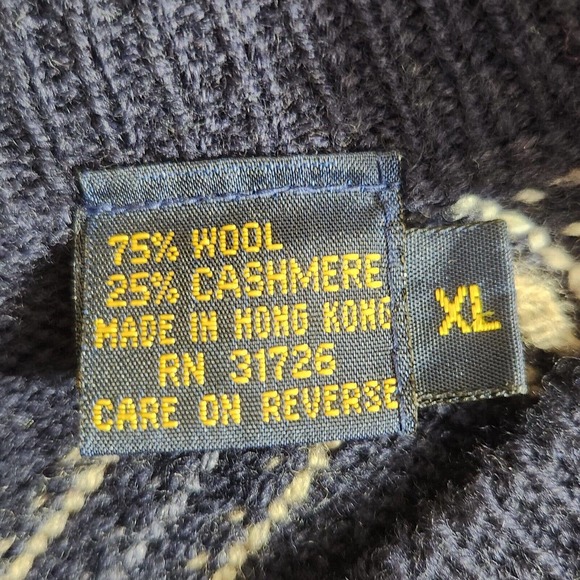 75% WOOL
25% CASHMERE
MADE IN HONG KONG
RN 31726
CARE ON REVERSE
XL